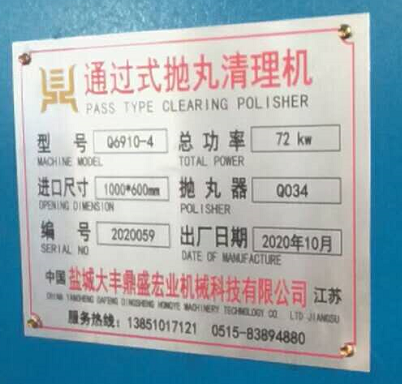 通过式抛丸清理机
PASS TYPE CLEARING POLISHER
型号 Q6910-4 总功率 72 kw
MACHINE MODEL TOTAL POWER
进口尺寸 1000*600mm 抛丸器 Q034
OPENING DIMENSION POLISHER
编号 2020059 出厂日期 2020年10月
SERIAL NO DATE OF MANUFACTURE
中国 盐城大丰鼎盛宏业机械科技有限公司 江苏
CHINA YANCHENG DAFENG DINGSHENG HONGYE MACHINERY TECHNOLOGY CO. LTD JIANGSU
服务热线：13851017121 0515-83894880